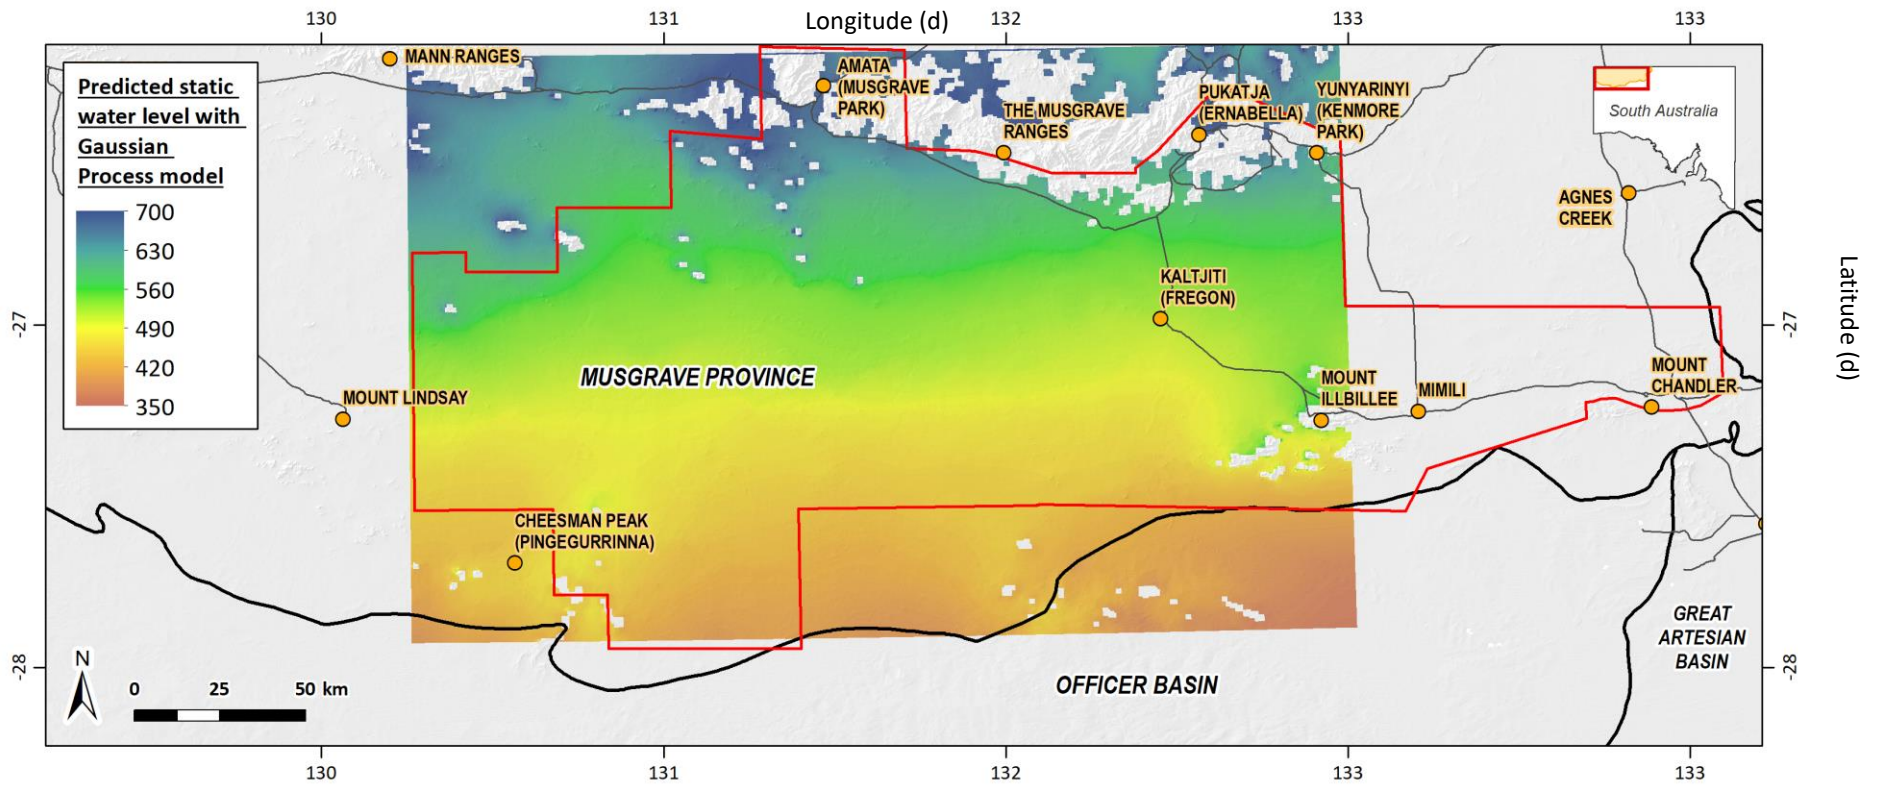 Longitude (d)
130
131
132
133
133
MANN RANGES
AMATA
(MUSGRAVE
PARK)
THE MUSGRAVE
RANGES
PUKATJA
(ERNABELLA)
YUNYARINYI
(KENMORE
PARK)
South Australia
AGNES
CREEK
Predicted static
water level with
Gaussian
Process model
700
630
560
490
420
350
KALTJITI
(FREGON)
Latitude (d)
-27
-27
MUSGRAVE PROVINCE
MOUNT LINDSAY
MOUNT
ILLBILLEE
MIMILI
MOUNT
CHANDLER
CHEESMAN PEAK
(PINGEGURRINNA)
GREAT
ARTESIAN
BASIN
-28
-28
N
OFFICER BASIN
0
25
50 km
130
131
132
133
133